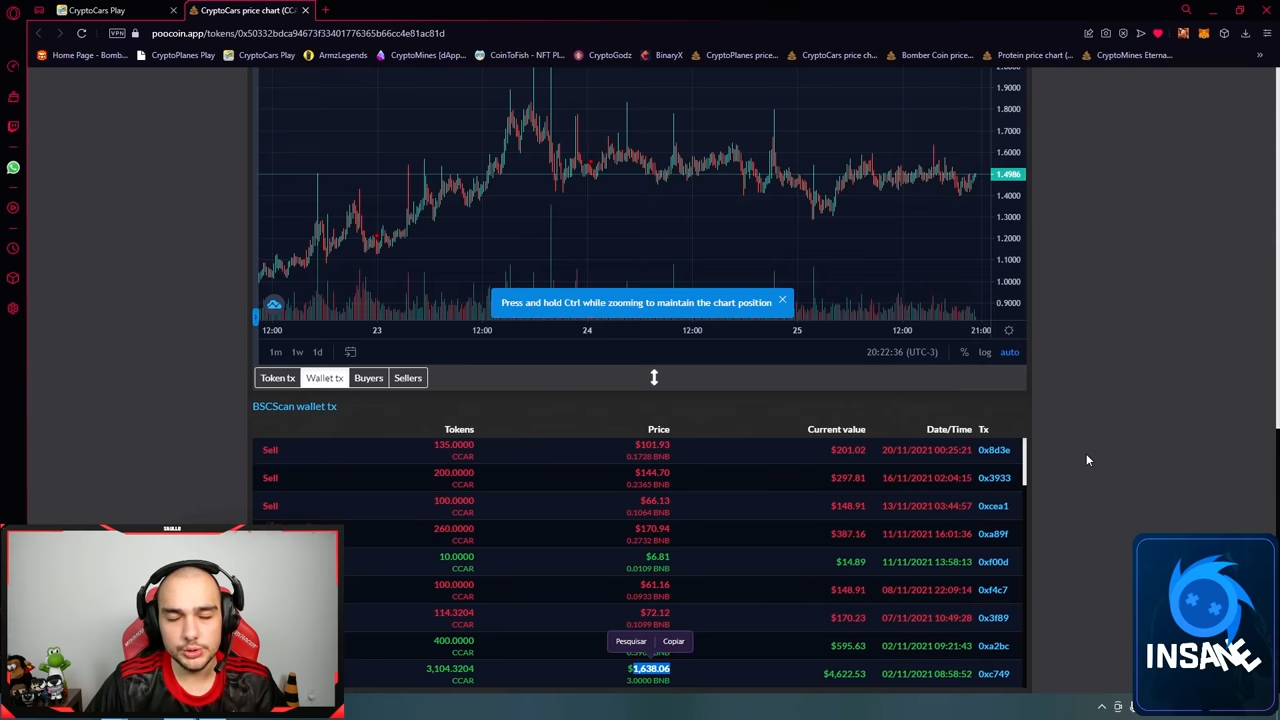 CryptoCars Play
CryptoCars price chart (CCA
VPN
poocoin.app/tokens/0x50332bdca94673f33401776365b66cc4e81ac81d
Home Page - Bomb...
CryptoPlanes Play
CryptoCars Play
ArmzLegends
CryptoMines [dApp...
CoinToFish - NFT Pl...
CryptoGodz
BinaryX
CryptoPlanes price...
CryptoCars price ch...
Bomber Coin price...
Protein price chart (...
CryptoMines Eterna...
2.0000
1.9000
1.8000
1.7000
1.6000
1.4986
1.4000
1.3000
1.2000
1.1000
1.0000
0.9000
Press and hold Ctrl while zooming to maintain the chart position
12:00 23 12:00 24 12:00 25 12:00 21:00
1m 1w 1d 20:22:36 (UTC-3) % log auto
Token tx Wallet tx Buyers Sellers
BSCScan wallet tx
Tokens Price Current value Date/Time Tx
Sell 135.0000 $101.93 $201.02 20/11/2021 00:25:21 0x8d3e
CCAR 0.1728 BNB
Sell 200.0000 $144.70 $297.81 16/11/2021 02:04:15 0x3933
CCAR 0.2365 BNB
Sell 100.0000 $66.13 $148.91 13/11/2021 03:44:57 0xcea1
CCAR 0.1064 BNB
260.0000 $170.94 $387.16 11/11/2021 16:01:36 0xa89f
CCAR 0.2732 BNB
10.0000 $6.81 $14.89 11/11/2021 13:58:13 0xf00d
CCAR 0.0109 BNB
100.0000 $61.16 $148.91 08/11/2021 22:09:14 0xf4c7
CCAR 0.0933 BNB
114.3204 $72.12 $170.23 07/11/2021 10:49:28 0x3f89
CCAR 0.1099 BNB
Pesquisar Copiar
400.0000 $595.63 02/11/2021 09:21:43 0xa2bc
CCAR
3,104.3204 $1,638.06 $4,622.53 02/11/2021 08:58:52 0xc749
CCAR 3.0000 BNB
SAULLO
INSANE